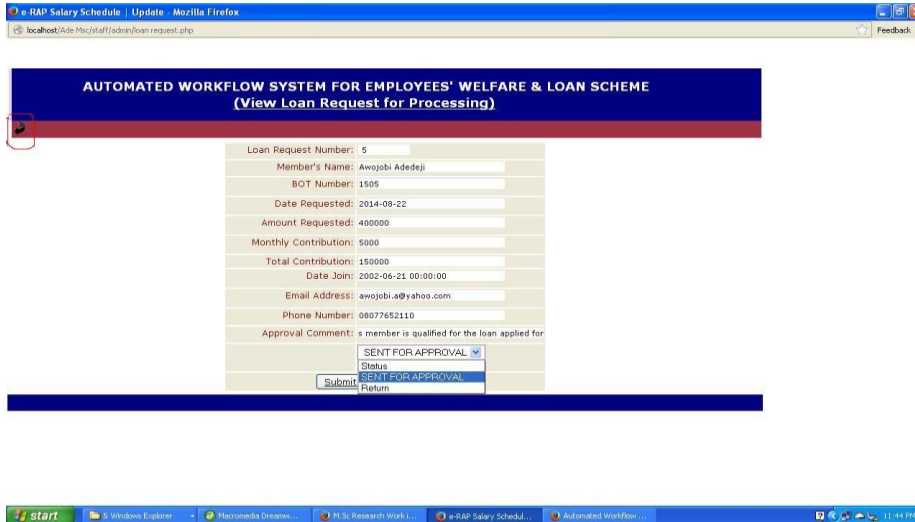 e-RAP Salary Schedule | Update - Mozilla Firefox
localhost/Ade Msc/staff/admin/loan request.php
Feedback
AUTOMATED WORKFLOW SYSTEM FOR EMPLOYEES' WELFARE & LOAN SCHEME
(View Loan Request for Processing)
Loan Request Number: 5
Member's Name: Awojobi Adedeji
BOT Number: 1505
Date Requested: 2014-08-22
Amount Requested: 400000
Monthly Contribution: 5000
Total Contribution: 150000
Date Join: 2002-06-21 00:00:00
Email Address: awojobi.a@yahoo.com
Phone Number: 08077652110
Approval Comment: s member is qualified for the loan applied for
SENT FOR APPROVAL
Status
SENT FOR APPROVAL
Submit
Return
start 5 Windows Explorer Macromedia Dreamw... M.Sc Research Work i... e-RAP Salary Schedul... Automated Workflow ... 11:44 PM